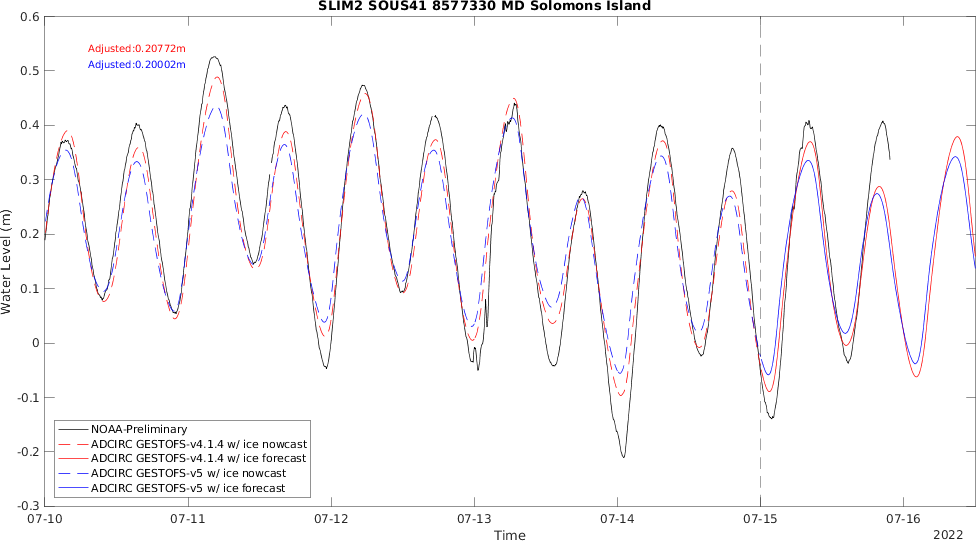 SLIM2 SOUS41 8577330 MD Solomons Island
0.6
0.5
0.4
0.3
0.2
0.1
0
-0.1
-0.2
-0.3
Water Level (m)
Adjusted:0.20772m
Adjusted:0.20002m
NOAA-Preliminary
ADCIRC GESTOFS-v4.1.4 w/ ice nowcast
ADCIRC GESTOFS-v4.1.4 w/ ice forecast
ADCIRC GESTOFS-v5 w/ ice nowcast
ADCIRC GESTOFS-v5 w/ ice forecast
07-10 07-11 07-12 07-13 07-14 07-15 07-16
Time
2022